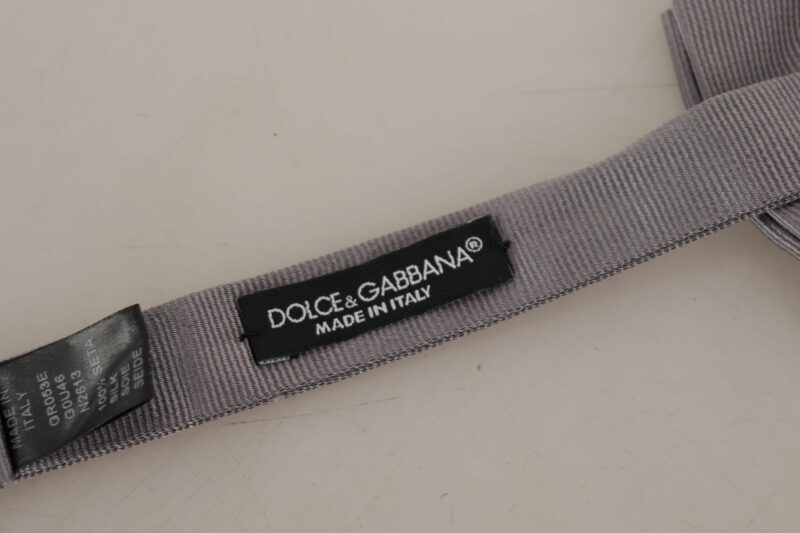 DOLCE&GABBANA®
MADE IN ITALY
MADE IN
ITALY
GR053E
G0U46
N2613
100% SETA
SILK
SOIE
SEIDE